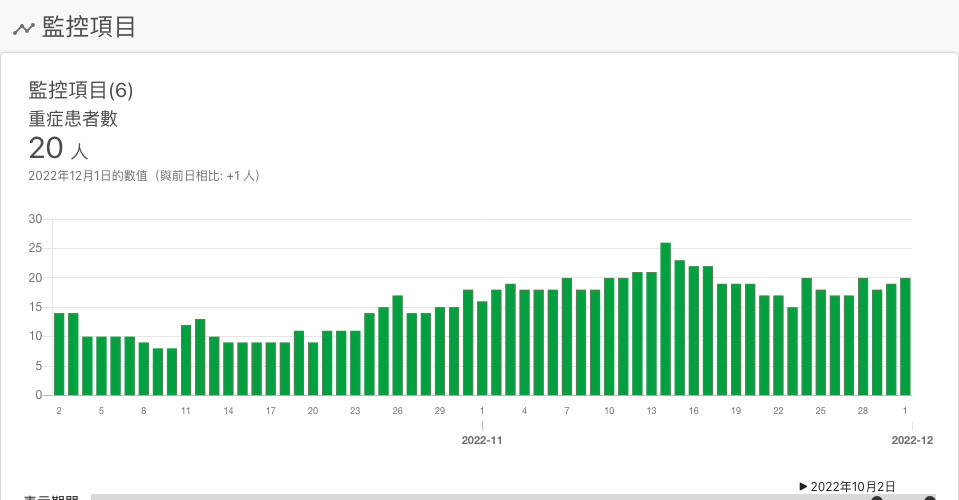 監控項目
監控項目(6)
重症患者數
20 人
2022年12月1日的數值（與前日相比: +1 人）
30
25
20
15
10
5
0
2 5 8 11 14 17 20 23 26 29 1 4 7 10 13 16 19 22 25 28 1
2022-11 2022-12
▶ 2022年10月2日
表示期間